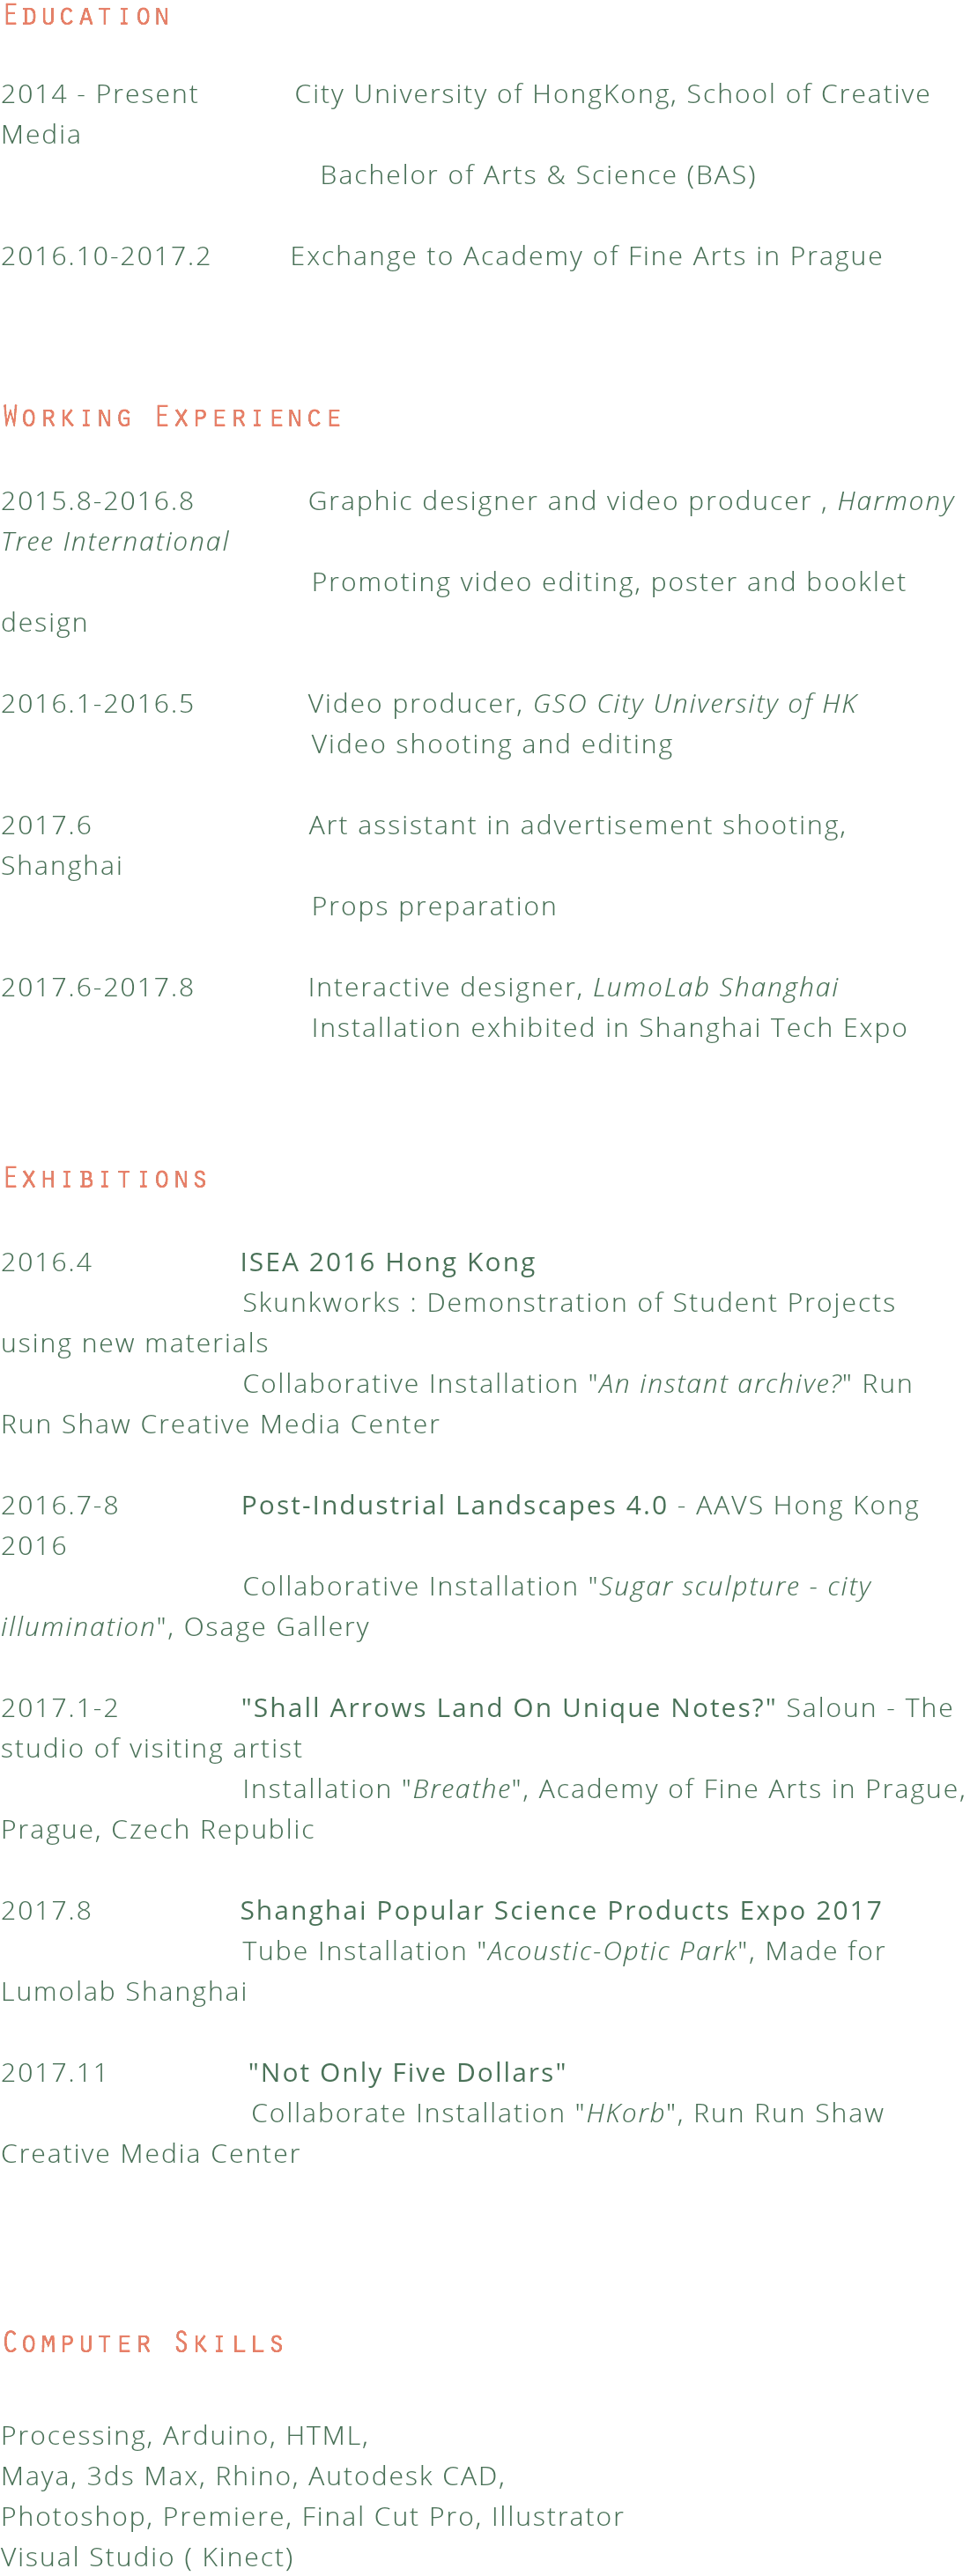 Education
2014 - Present City University of HongKong, School of Creative
Media
Bachelor of Arts & Science (BAS)
2016.10-2017.2 Exchange to Academy of Fine Arts in Prague
Working Experience
2015.8-2016.8 Graphic designer and video producer , Harmony
Tree International
Promoting video editing, poster and booklet
design
2016.1-2016.5 Video producer, GSO City University of HK
Video shooting and editing
2017.6 Art assistant in advertisement shooting,
Shanghai
Props preparation
2017.6-2017.8 Interactive designer, LumoLab Shanghai
Installation exhibited in Shanghai Tech Expo
Exhibitions
2016.4 ISEA 2016 Hong Kong
Skunkworks : Demonstration of Student Projects
using new materials
Collaborative Installation "An instant archive?" Run
Run Shaw Creative Media Center
2016.7-8 Post-Industrial Landscapes 4.0 - AAVS Hong Kong
2016
Collaborative Installation "Sugar sculpture - city
illumination", Osage Gallery
2017.1-2 "Shall Arrows Land On Unique Notes?" Saloun - The
studio of visiting artist
Installation "Breathe", Academy of Fine Arts in Prague,
Prague, Czech Republic
2017.8 Shanghai Popular Science Products Expo 2017
Tube Installation "Acoustic-Optic Park", Made for
Lumolab Shanghai
2017.11 "Not Only Five Dollars"
Collaborate Installation "HKorb", Run Run Shaw
Creative Media Center
Computer Skills
Processing, Arduino, HTML,
Maya, 3ds Max, Rhino, Autodesk CAD,
Photoshop, Premiere, Final Cut Pro, Illustrator
Visual Studio ( Kinect)